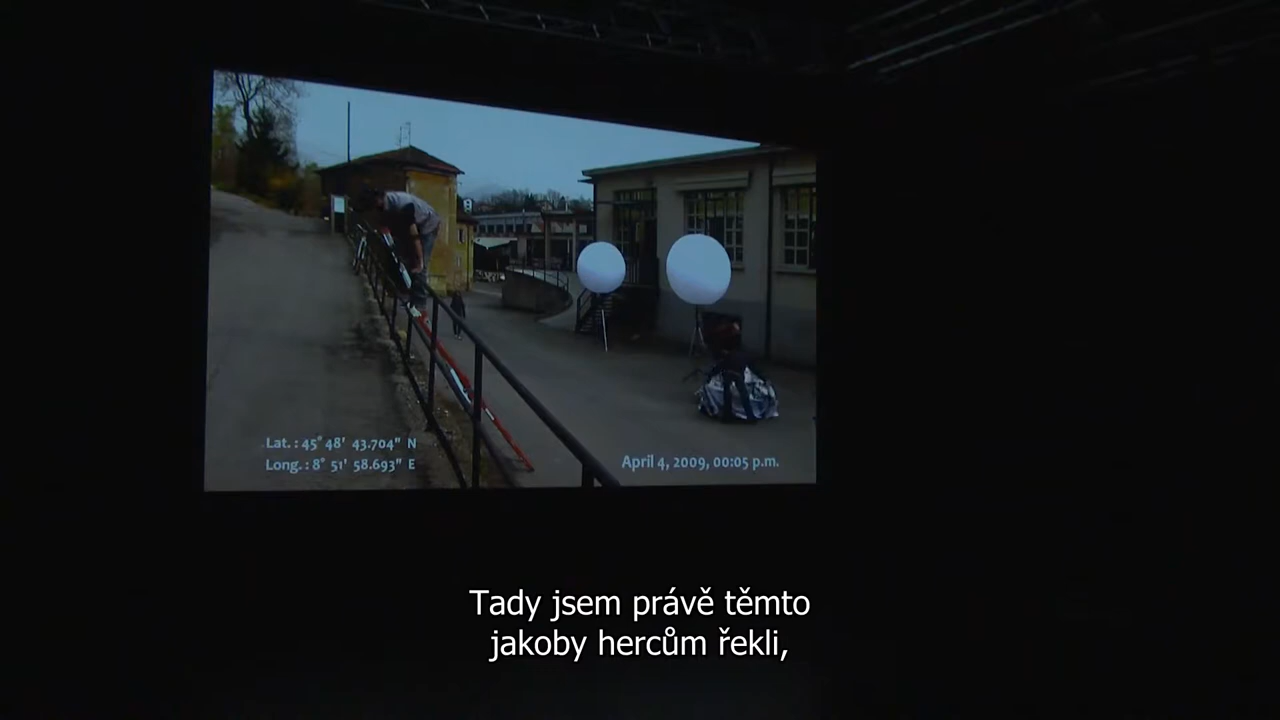 Lat. : 45° 48' 43.704" N
Long. : 8° 51' 58.693" E
April 4, 2009, 00:05 p.m.
Tady jsem právě těmto
jakoby hercům řekli,